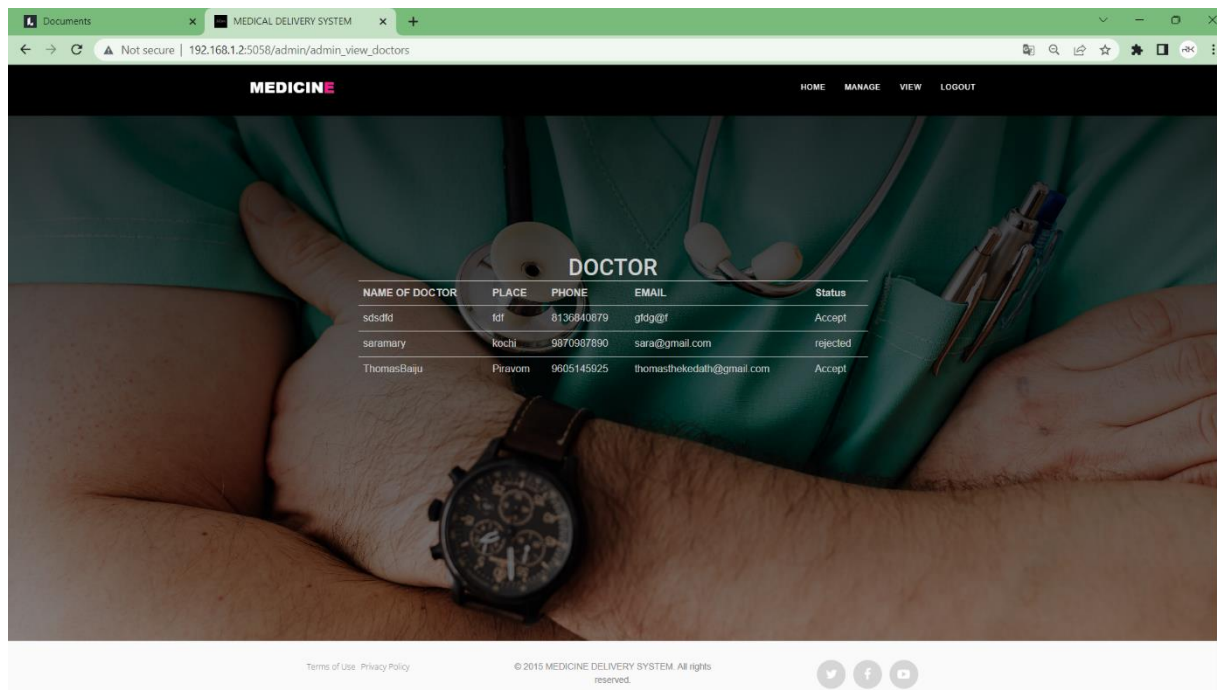 Documents
MEDICAL DELIVERY SYSTEM
Not secure | 192.168.1.2:5058/admin/admin_view_doctors
MEDICINE
HOME MANAGE VIEW LOGOUT
DOCTOR
NAME OF DOCTOR PLACE PHONE EMAIL Status
sdsdfd fdf 8136840879 gfdg@f Accept
saramary kochi 9870987890 sara@gmail.com rejected
ThomasBaiju Piravom 9605145925 thomasthekedath@gmail.com Accept
Terms of Use Privacy Policy
© 2015 MEDICINE DELIVERY SYSTEM. All rights
reserved.